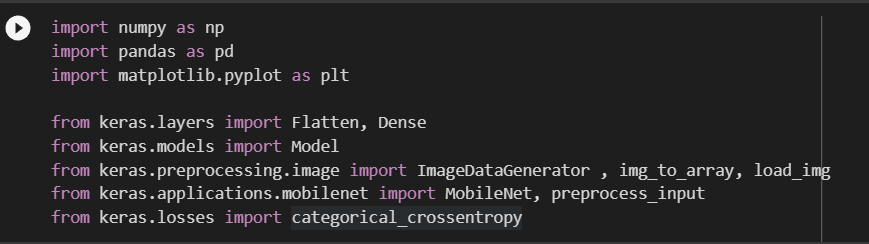 import numpy as np
import pandas as pd
import matplotlib.pyplot as plt
from keras.layers import Flatten, Dense
from keras.models import Model
from keras.preprocessing.image import ImageDataGenerator , img_to_array, load_img
from keras.applications.mobilenet import MobileNet, preprocess_input
from keras.losses import categorical_crossentropy